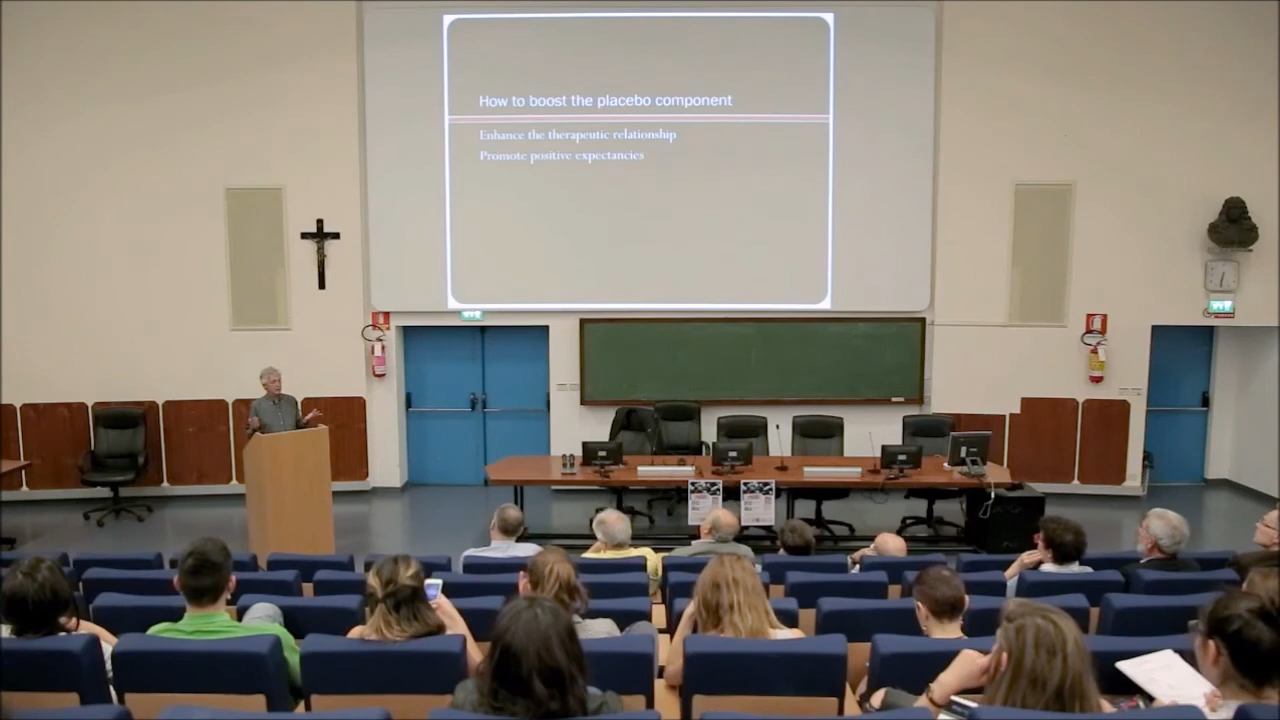 How to boost the placebo component
Enhance the therapeutic relationship
Promote positive expectancies